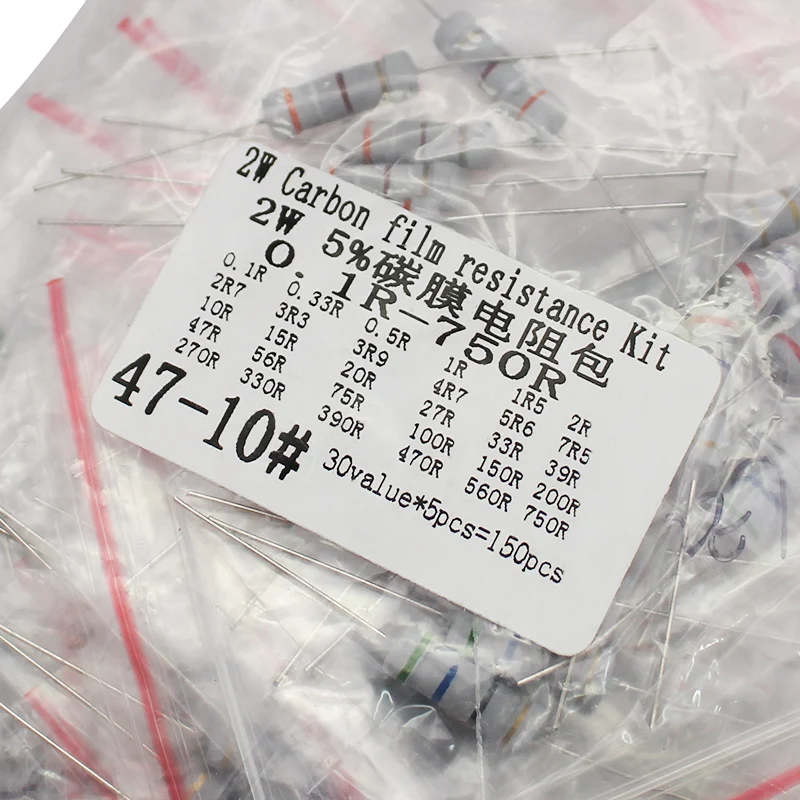 2W Carbon film resistance Kit
2W 5%碳膜电阻包
0.1R-750R
0.1R 0.33R 0.5R 1R 1R5 2R
2R7 3R3 3R9 4R7 5R6 7R5
10R 15R 20R 27R 33R 39R
47R 56R 75R 100R 150R 200R
270R 330R 390R 470R 560R 750R
47-10# 30value*5pcs=150pcs